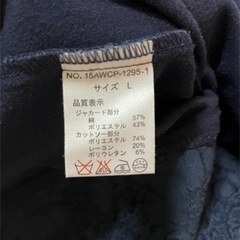 NO. 15AWCP-1295-1
サイズ L
品質表示
ジャカード部分
綿 57%
ポリエステル 43%
カットソー部分
ポリエステル 74%
レーヨン 20%
ポリウレタン 6%